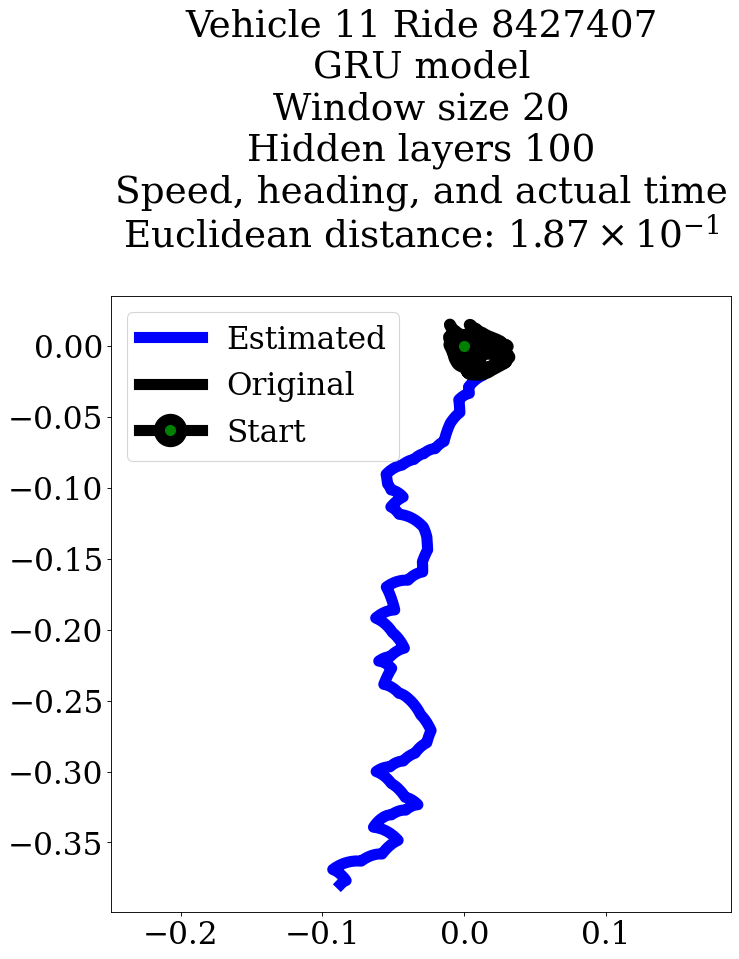 Vehicle 11 Ride 8427407
GRU model
Window size 20
Hidden layers 100
Speed, heading, and actual time
Euclidean distance: 1.87 × 10⁻¹
Estimated
Original
Start
0.00
−0.05
−0.10
−0.15
−0.20
−0.25
−0.30
−0.35
−0.2 −0.1 0.0 0.1